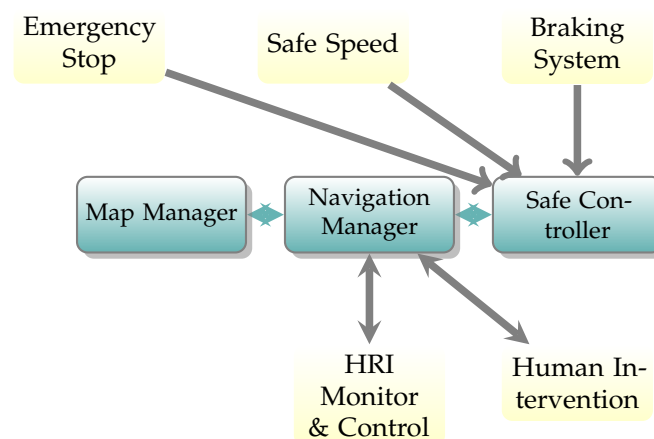 Emergency
Stop
Safe Speed
Braking
System
Map Manager
Navigation
Manager
Safe Con-
troller
HRI
Monitor
& Control
Human In-
tervention